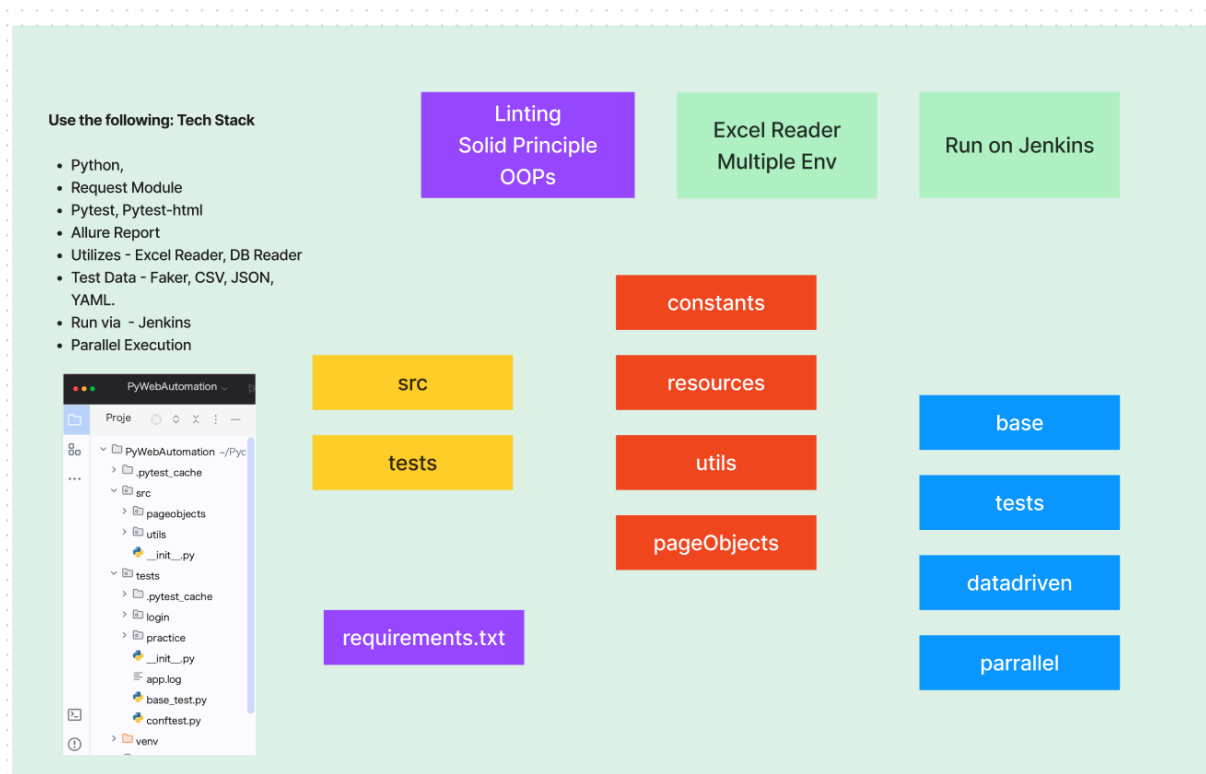 Use the following: Tech Stack
Python,
Request Module
Pytest, Pytest-html
Allure Report
Utilizes - Excel Reader, DB Reader
Test Data - Faker, CSV, JSON,
YAML.
Run via - Jenkins
Parallel Execution
Linting
Solid Principle
OOPs
Excel Reader
Multiple Env
Run on Jenkins
src
tests
requirements.txt
constants
resources
utils
pageObjects
base
tests
datadriven
parrallel
PyWebAutomation
Proje
PyWebAutomation ~/Pyc
.pytest_cache
src
pageobjects
utils
__init__.py
tests
.pytest_cache
login
practice
__init__.py
app.log
base_test.py
conftest.py
venv